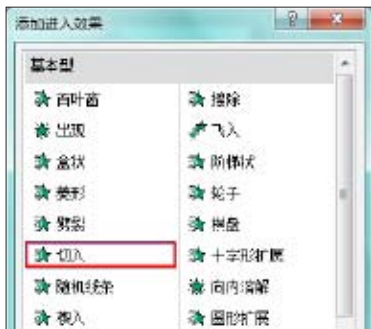 添加进入效果
基本型
百叶窗 擦除
出现 飞入
盒状 阶梯状
菱形 轮子
劈裂 棋盘
切入 十字形扩展
随机线条 向内溶解
楔入 圆形扩展